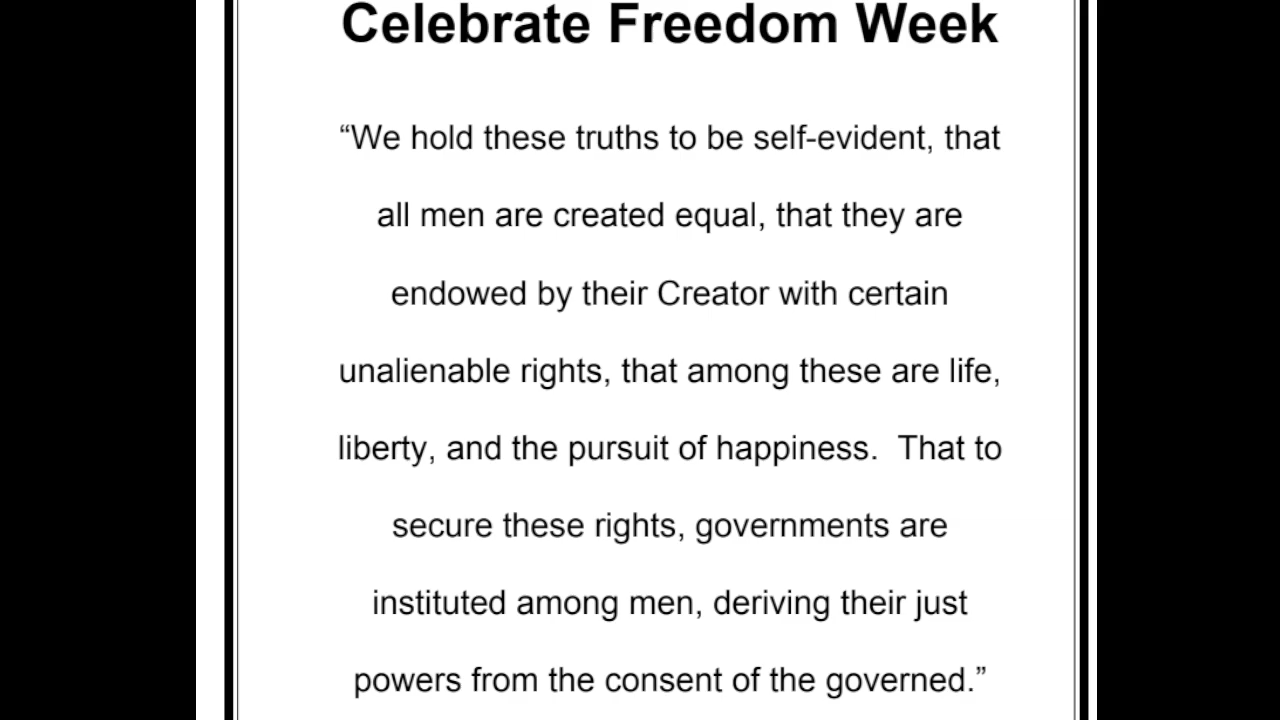 Celebrate Freedom Week
“We hold these truths to be self-evident, that
all men are created equal, that they are
endowed by their Creator with certain
unalienable rights, that among these are life,
liberty, and the pursuit of happiness.  That to
secure these rights, governments are
instituted among men, deriving their just
powers from the consent of the governed.”